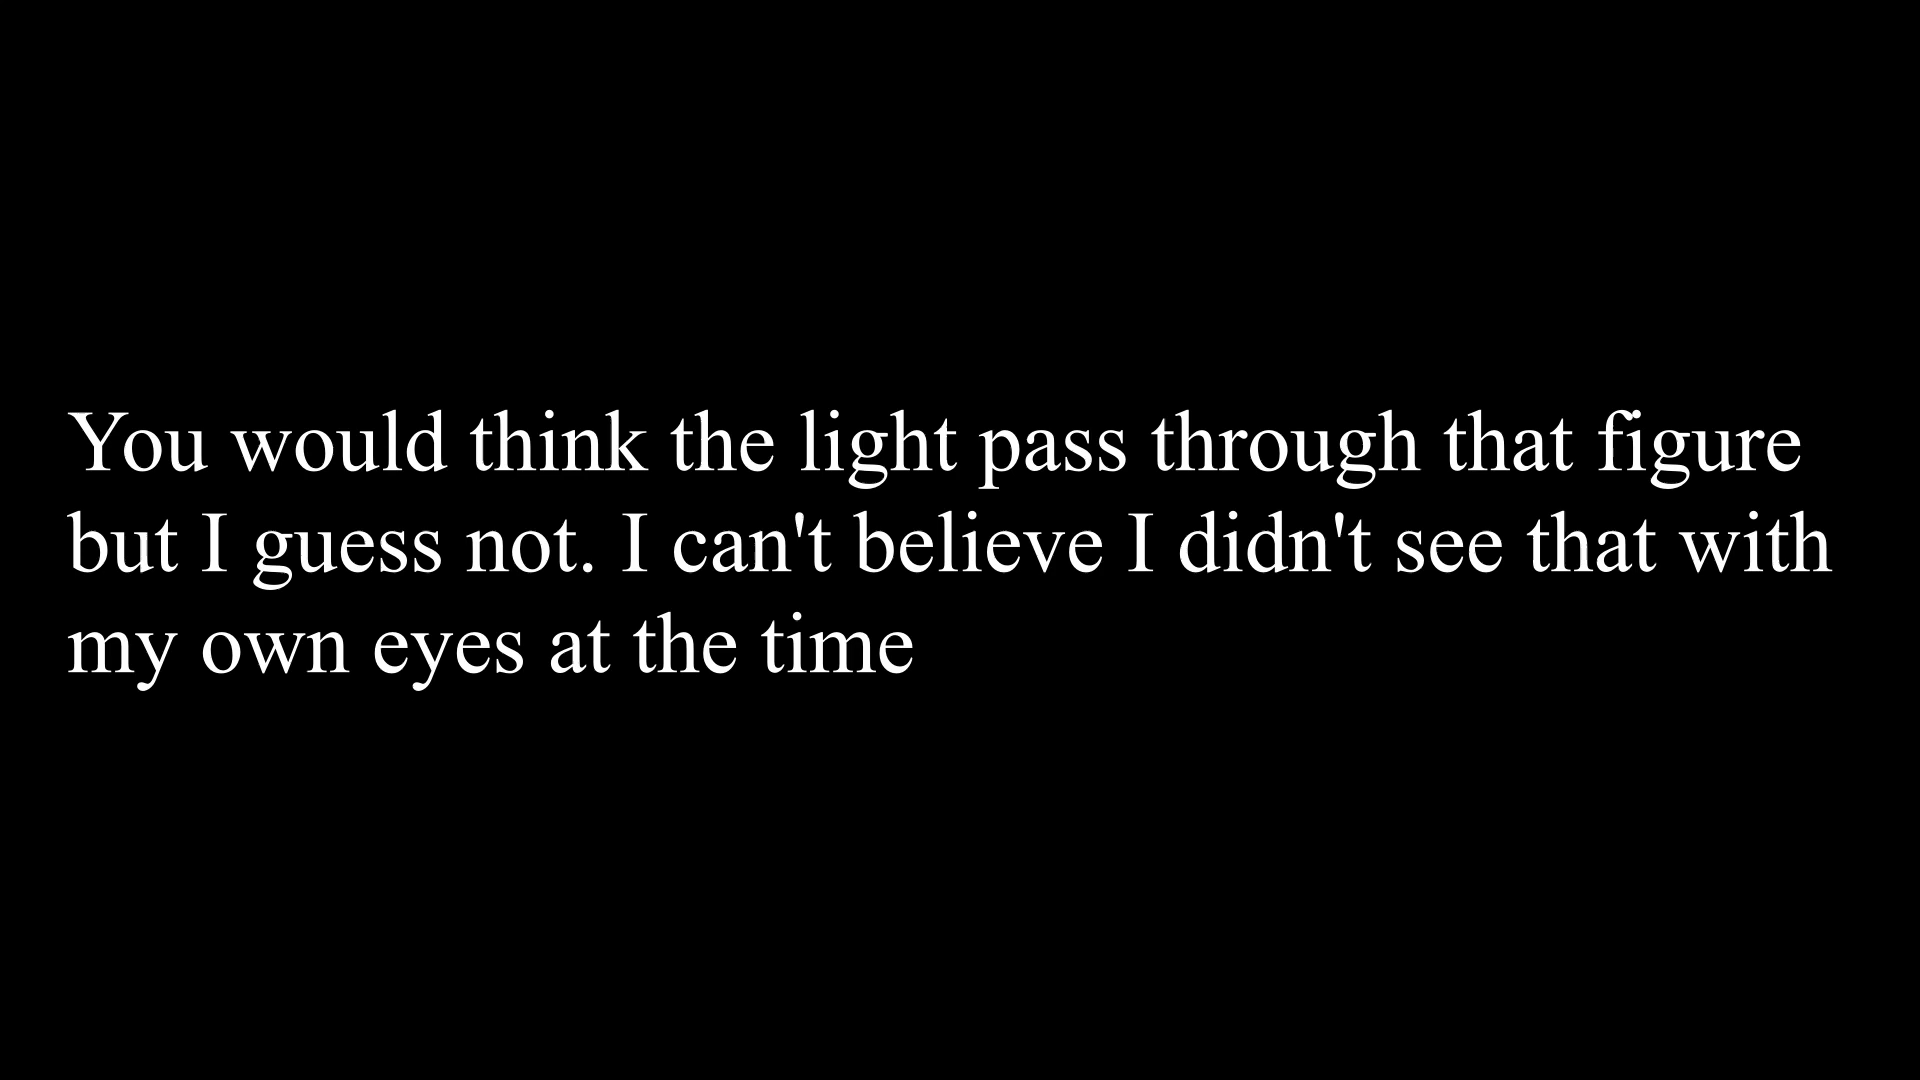 You would think the light pass through that figure
but I guess not. I can't believe I didn't see that with
my own eyes at the time